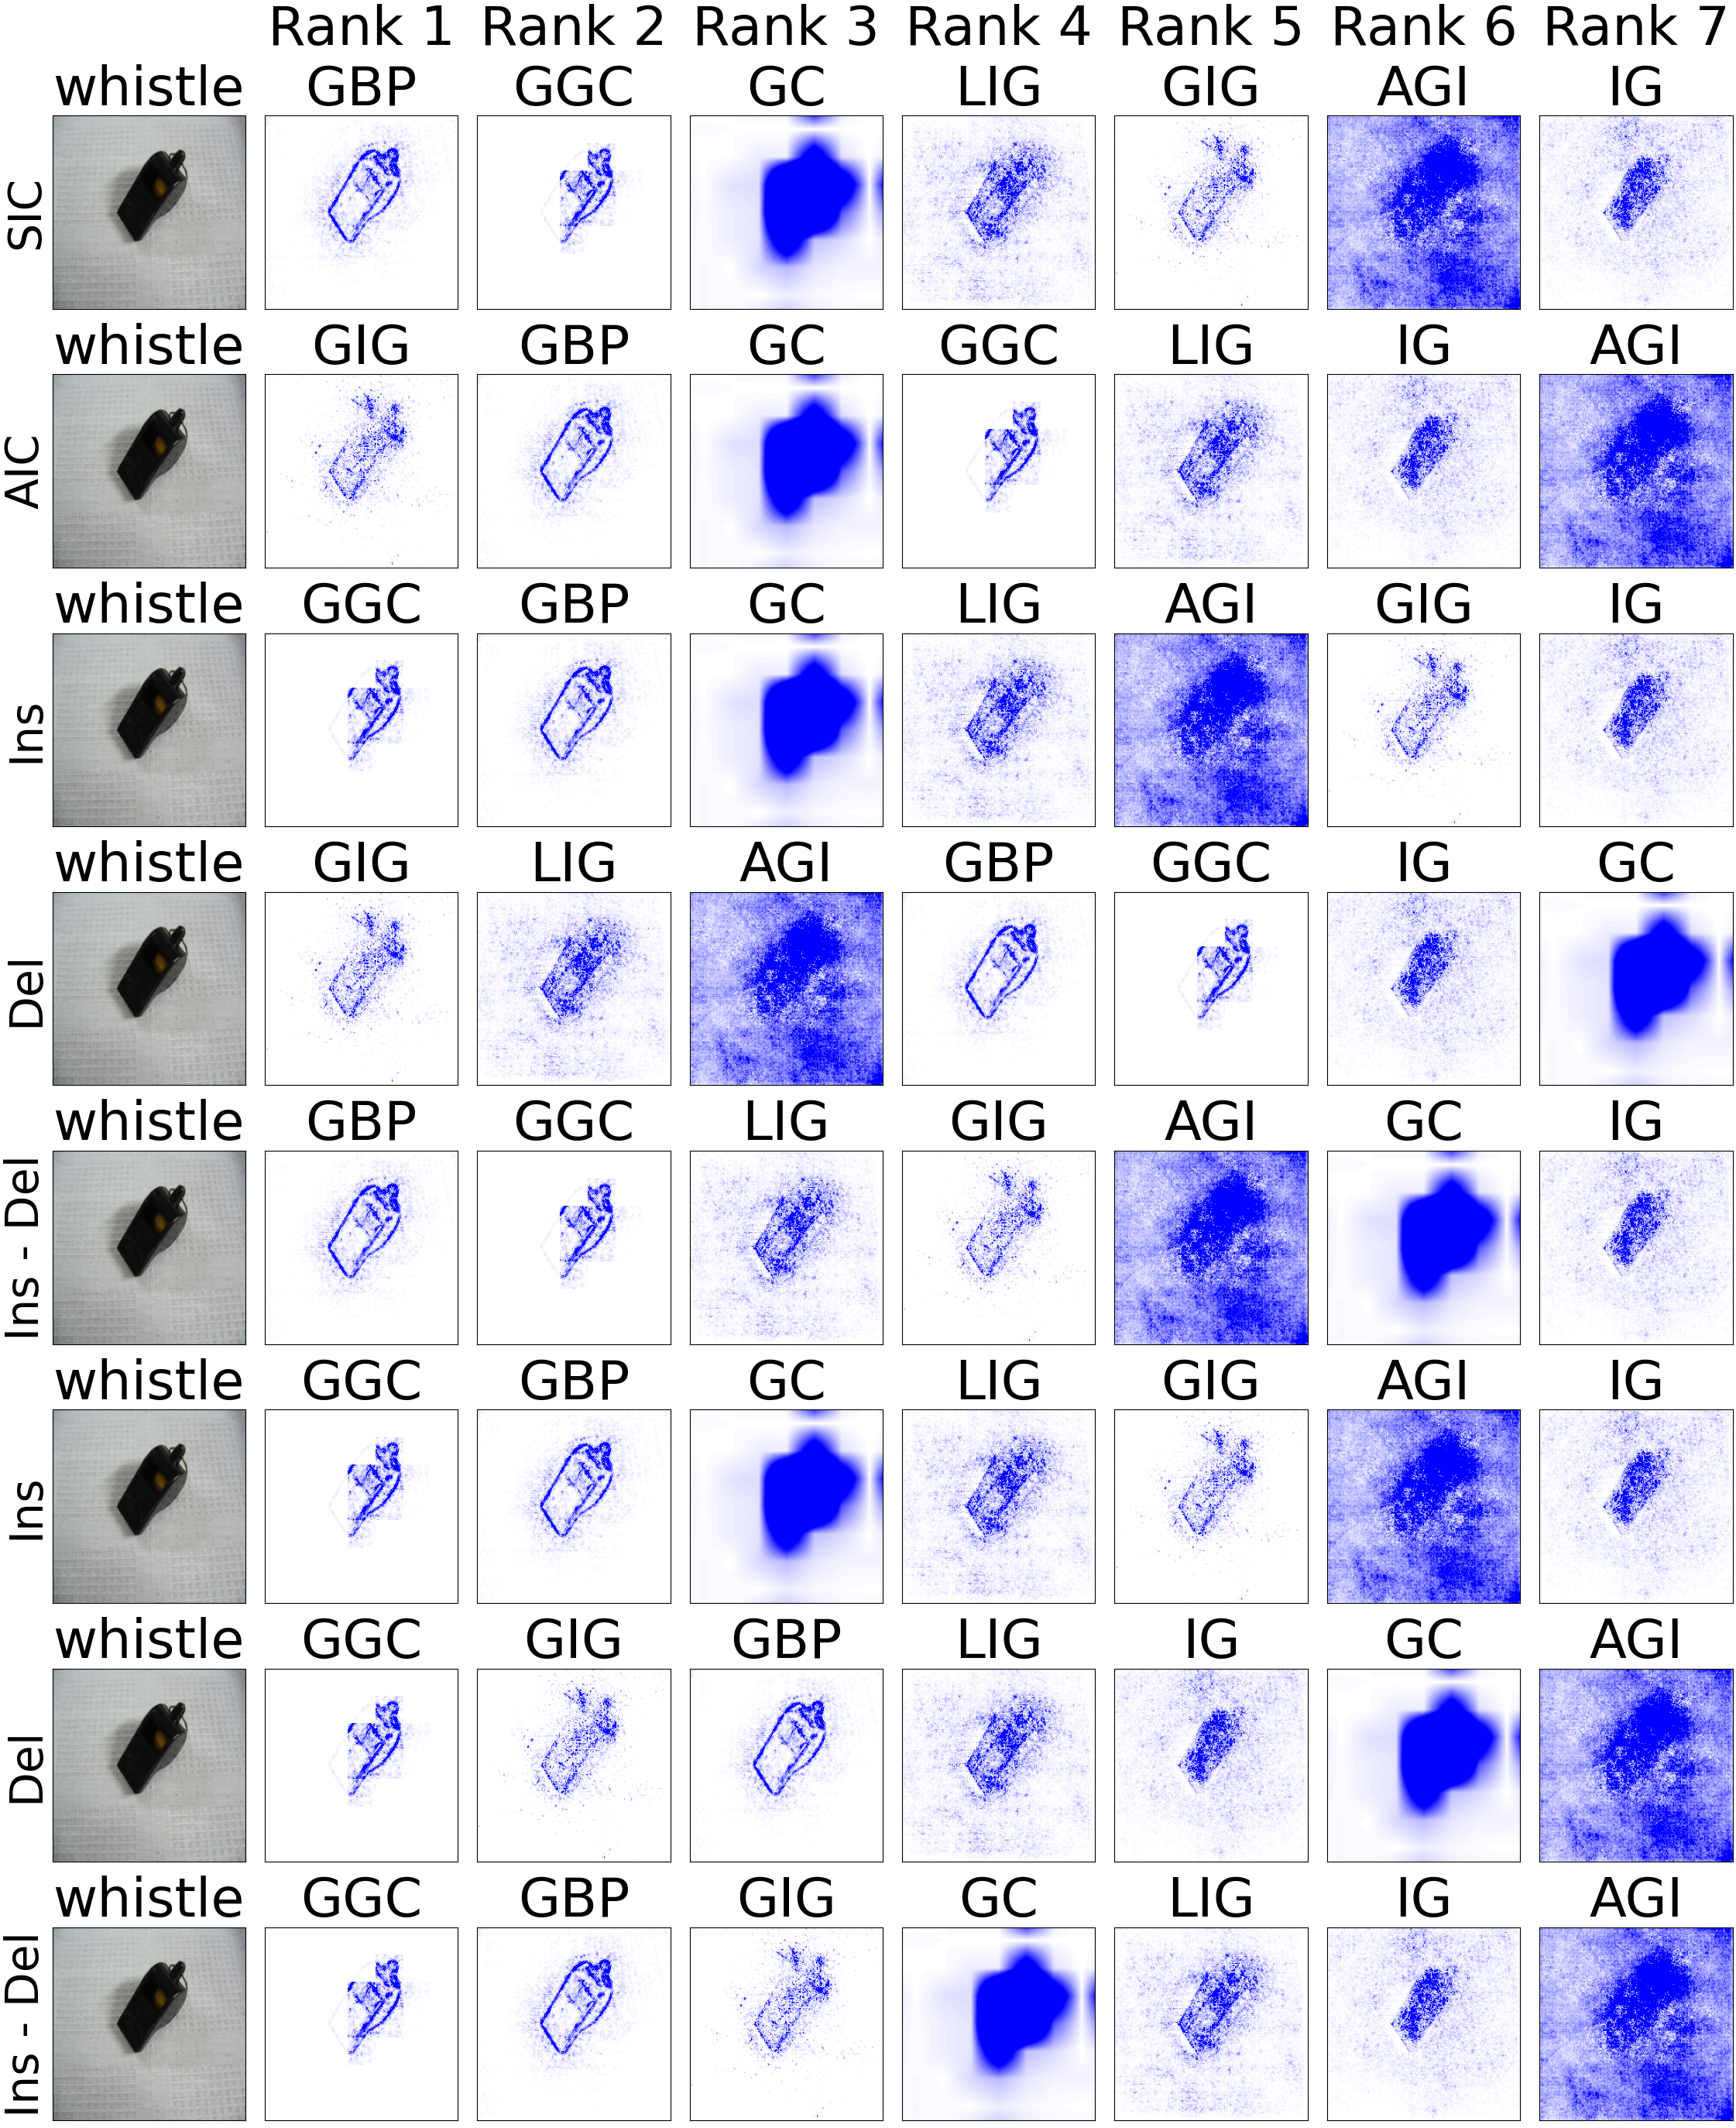 Rank 1 Rank 2 Rank 3 Rank 4 Rank 5 Rank 6 Rank 7
whistle GBP GGC GC LIG GIG AGI IG
SIC
whistle GIG GBP GC GGC LIG IG AGI
AIC
whistle GGC GBP GC LIG AGI GIG IG
Ins
whistle GIG LIG AGI GBP GGC IG GC
Del
whistle GBP GGC LIG GIG AGI GC IG
Ins - Del
whistle GGC GBP GC LIG GIG AGI IG
Ins
whistle GGC GIG GBP LIG IG GC AGI
Del
whistle GGC GBP GIG GC LIG IG AGI
Ins - Del